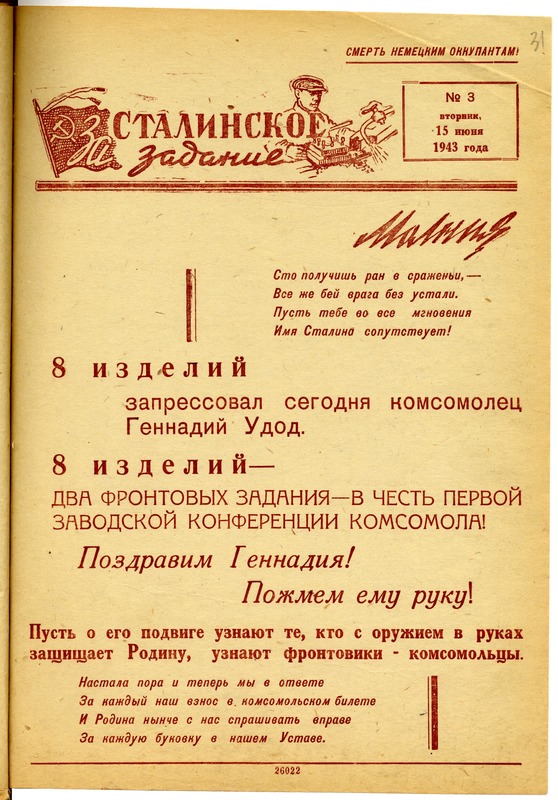 31
СМЕРТЬ НЕМЕЦКИМ ОККУПАНТАМ!
За СТАЛИНСКОЕ
задание
№ 3
вторник,
15 июня
1943 года
Молния
Сто получишь ран в сраженьи,—
Все же бей врага без устали.
Пусть тебе во все мгновения
Имя Сталина сопутствует!
8 изделий
запрессовал сегодня комсомолец
Геннадий Удод.
8 изделий—
ДВА ФРОНТОВЫХ ЗАДАНИЯ—В ЧЕСТЬ ПЕРВОЙ
ЗАВОДСКОЙ КОНФЕРЕНЦИИ КОМСОМОЛА!
Поздравим Геннадия!
Пожмем ему руку!
Пусть о его подвиге узнают те, кто с оружием в руках
защищает Родину, узнают фронтовики - комсомольцы.
Настала пора и теперь мы в ответе
За каждый наш взнос в комсомольском билете
И Родина нынче с нас спрашивать вправе
За каждую буковку в нашем Уставе.
26022